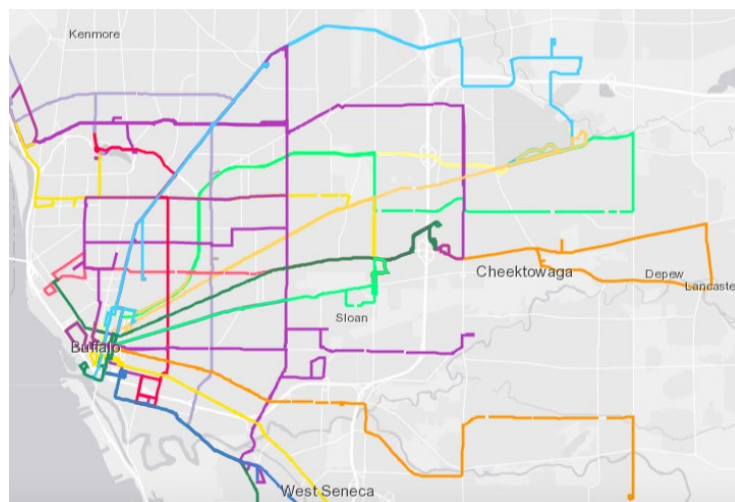 Kenmore
Cheektowaga
Depew
Lancaste
Sloan
Buffalo
West Seneca